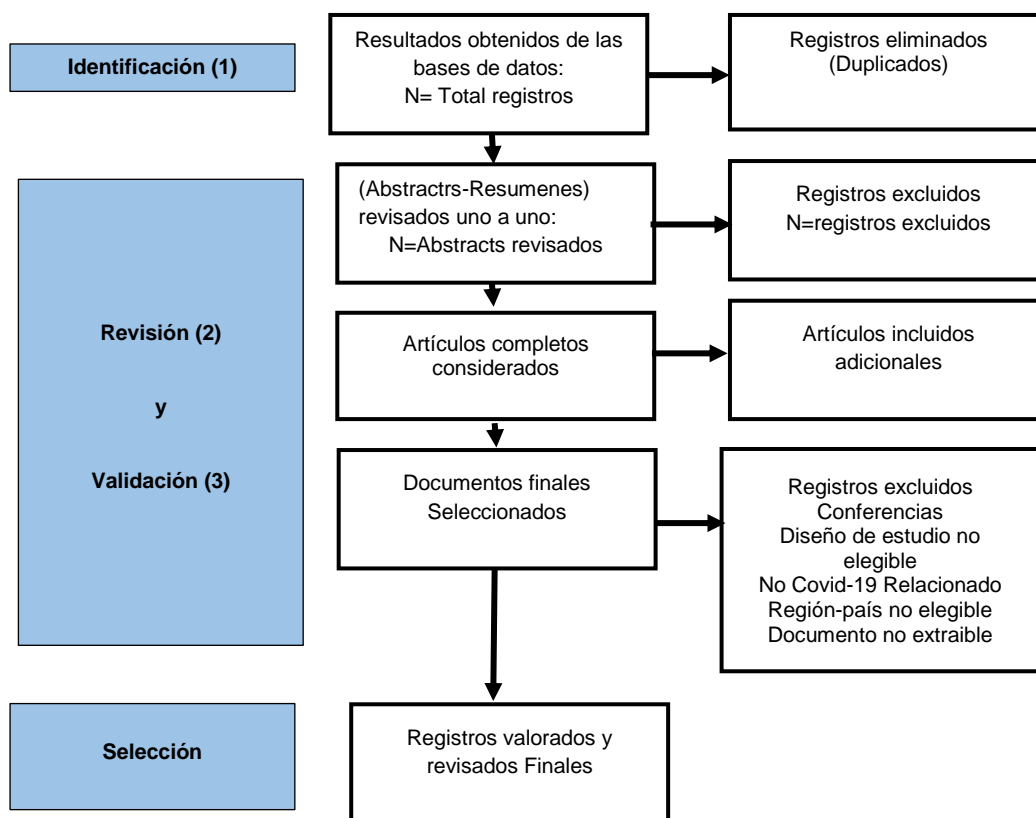 Identificación (1)
Resultados obtenidos de las
bases de datos:
N= Total registros
Registros eliminados
(Duplicados)
(Abstractrs-Resumenes)
revisados uno a uno:
N=Abstracts revisados
Registros excluidos
N=registros excluidos
Revisión (2)
y
Validación (3)
Artículos completos
considerados
Artículos incluidos
adicionales
Documentos finales
Seleccionados
Registros excluidos
Conferencias
Diseño de estudio no
elegible
No Covid-19 Relacionado
Región-país no elegible
Documento no extraible
Selección
Registros valorados y
revisados Finales